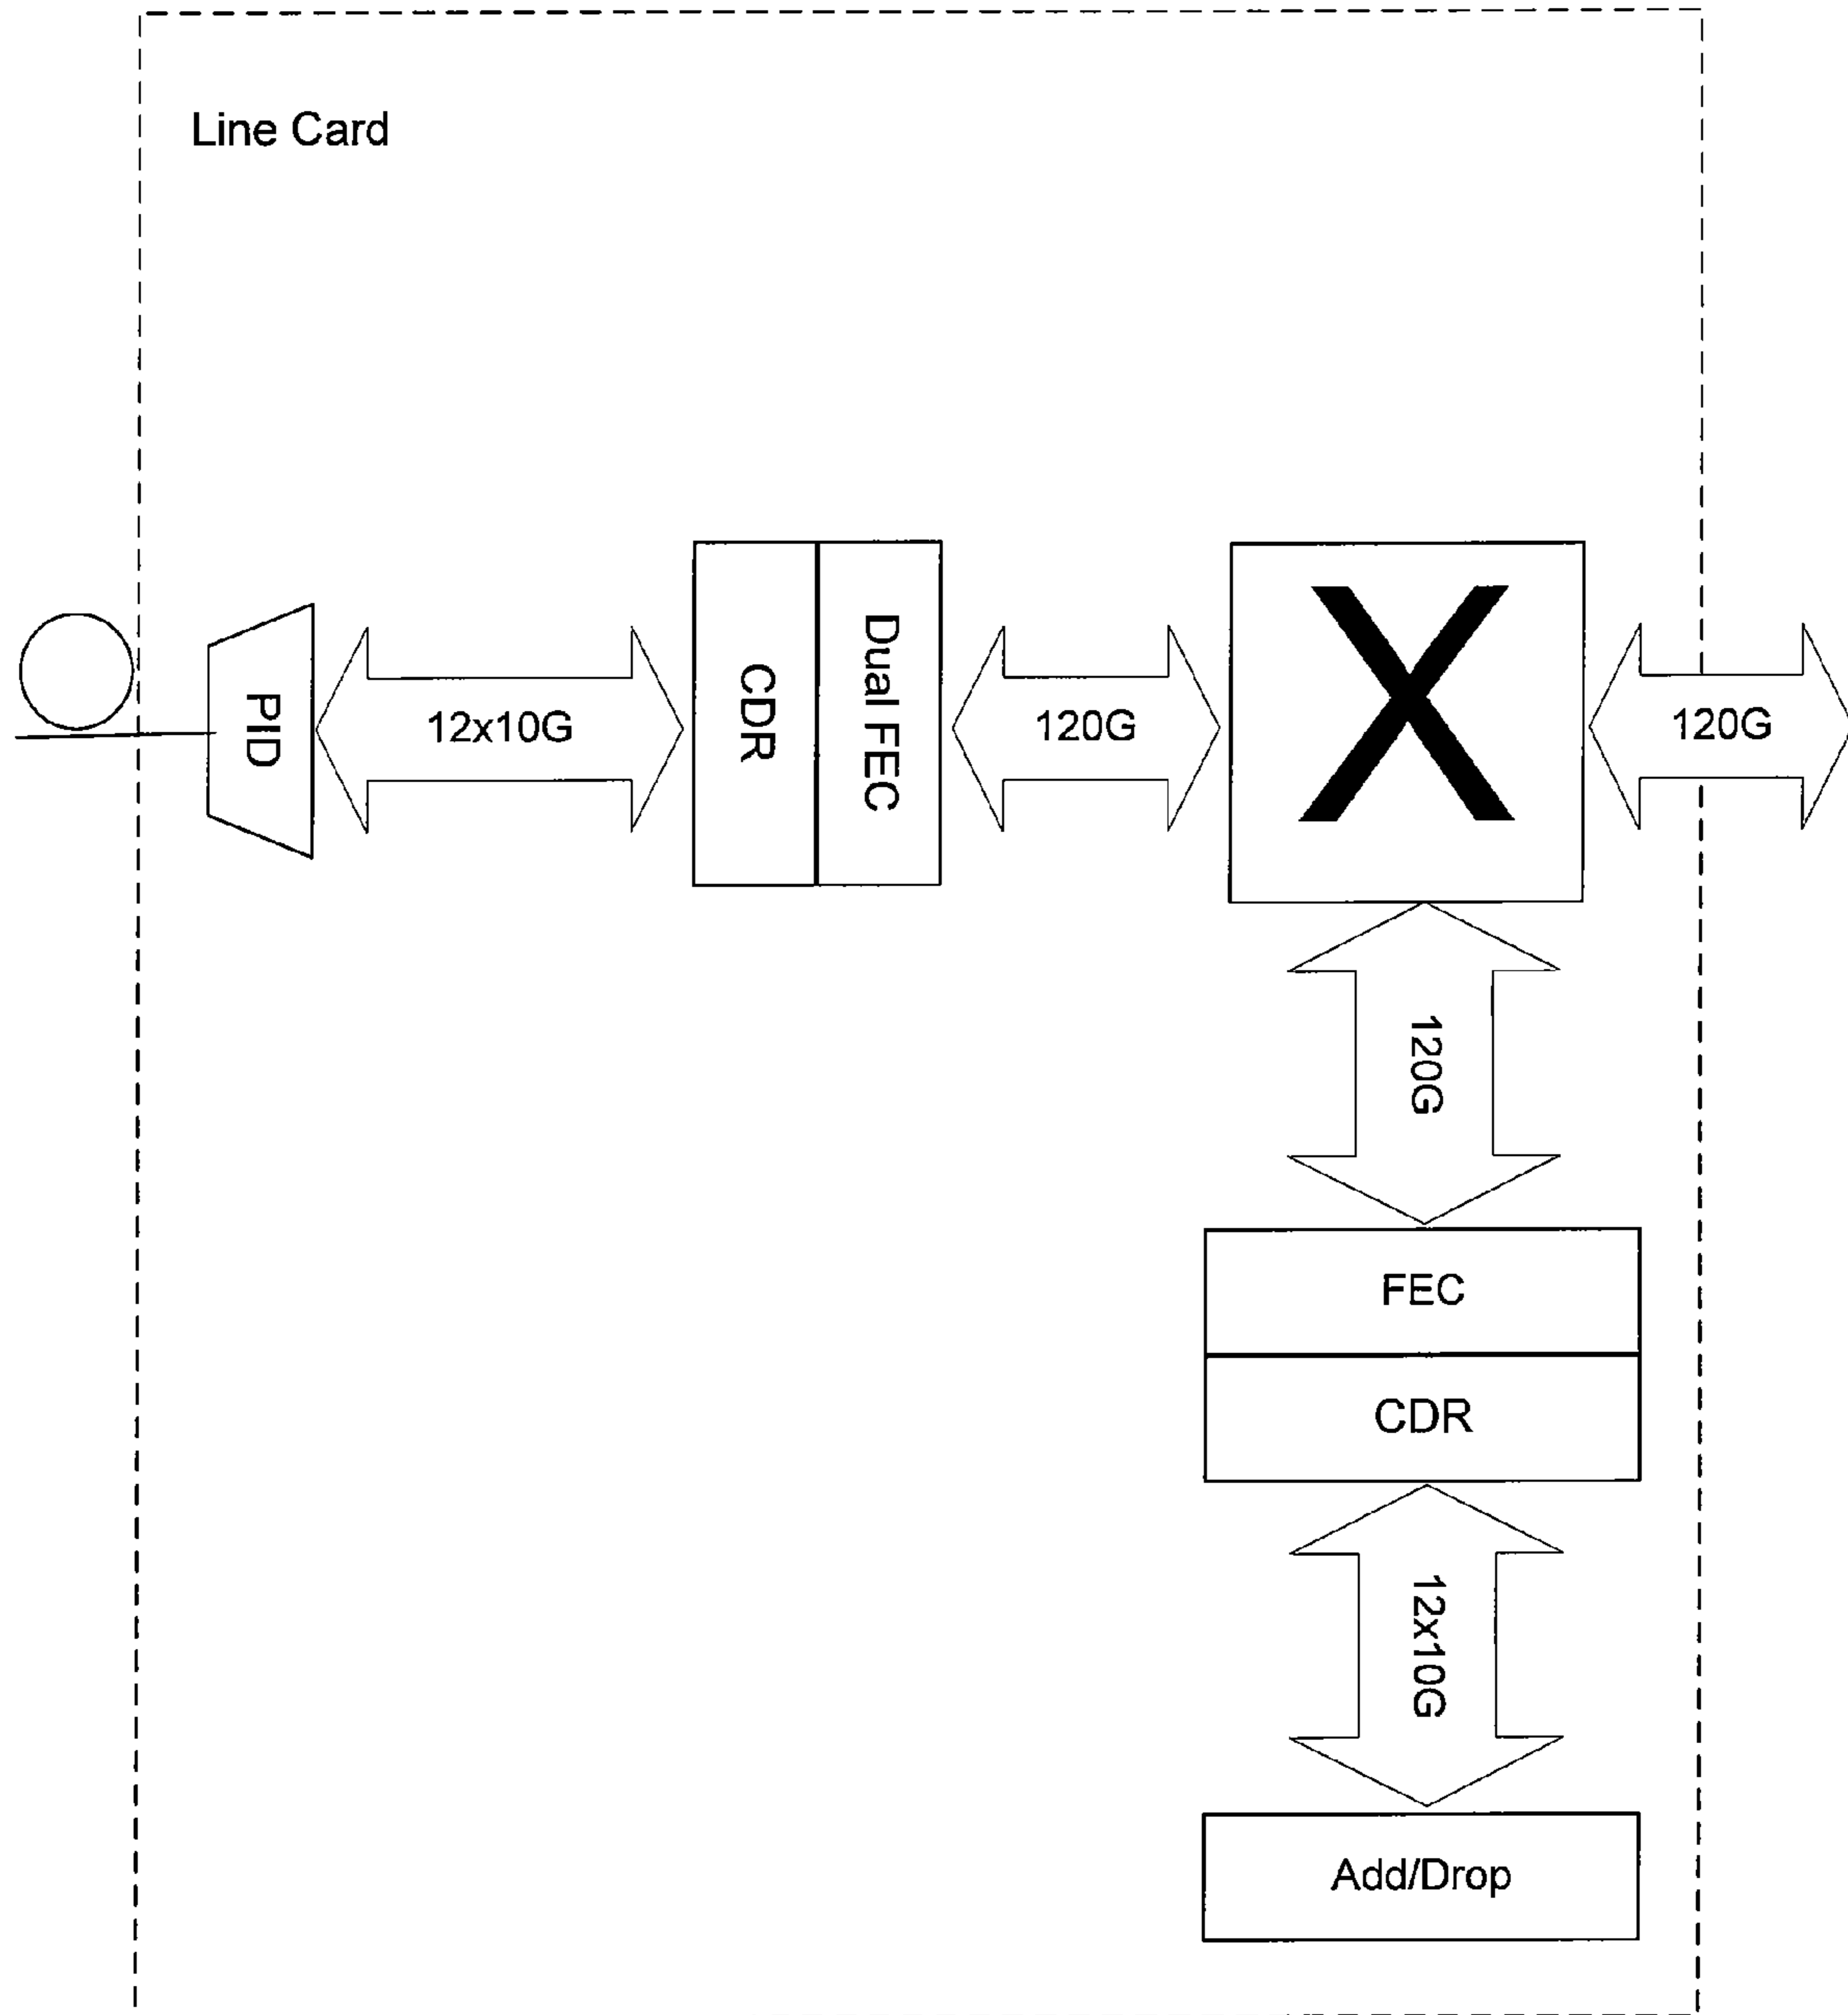 Line Card
PID
12x10G
CDR
Dual FEC
120G
X
120G
120G
FEC
CDR
12x10G
Add/Drop